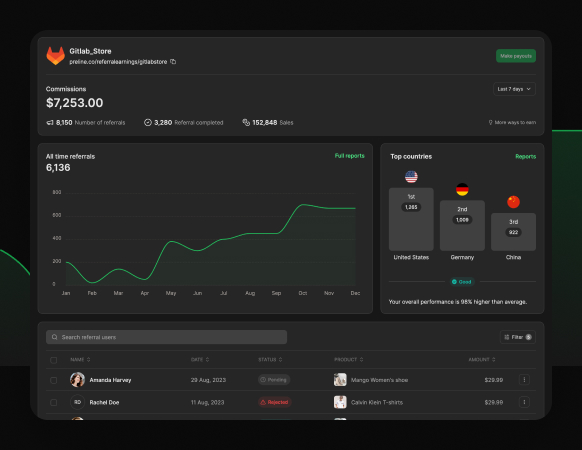 Gitlab_Store
preline.co/referralearnings/gitlabstore
Make payouts
Commissions
Last 7 days
$7,253.00
8,150 Number of referrals
3,280 Referral completed
152,848 Sales
More ways to earn
All time referrals
Full reports
6,136
800
600
400
200
0
Jan Feb Mar Apr May Jun Jul Aug Sep Oct Nov Dec
Top countries
Reports
1st
1,265
2nd
1,009
3rd
922
United States
Germany
China
Good
Your overall performance is 98% higher than average.
Search referral users
Filter
NAME DATE STATUS PRODUCT AMOUNT
Amanda Harvey 29 Aug, 2023 Pending Mango Women's shoe $29.99
RD Rachel Doe 11 Aug, 2023 Rejected Calvin Klein T-shirts $29.99